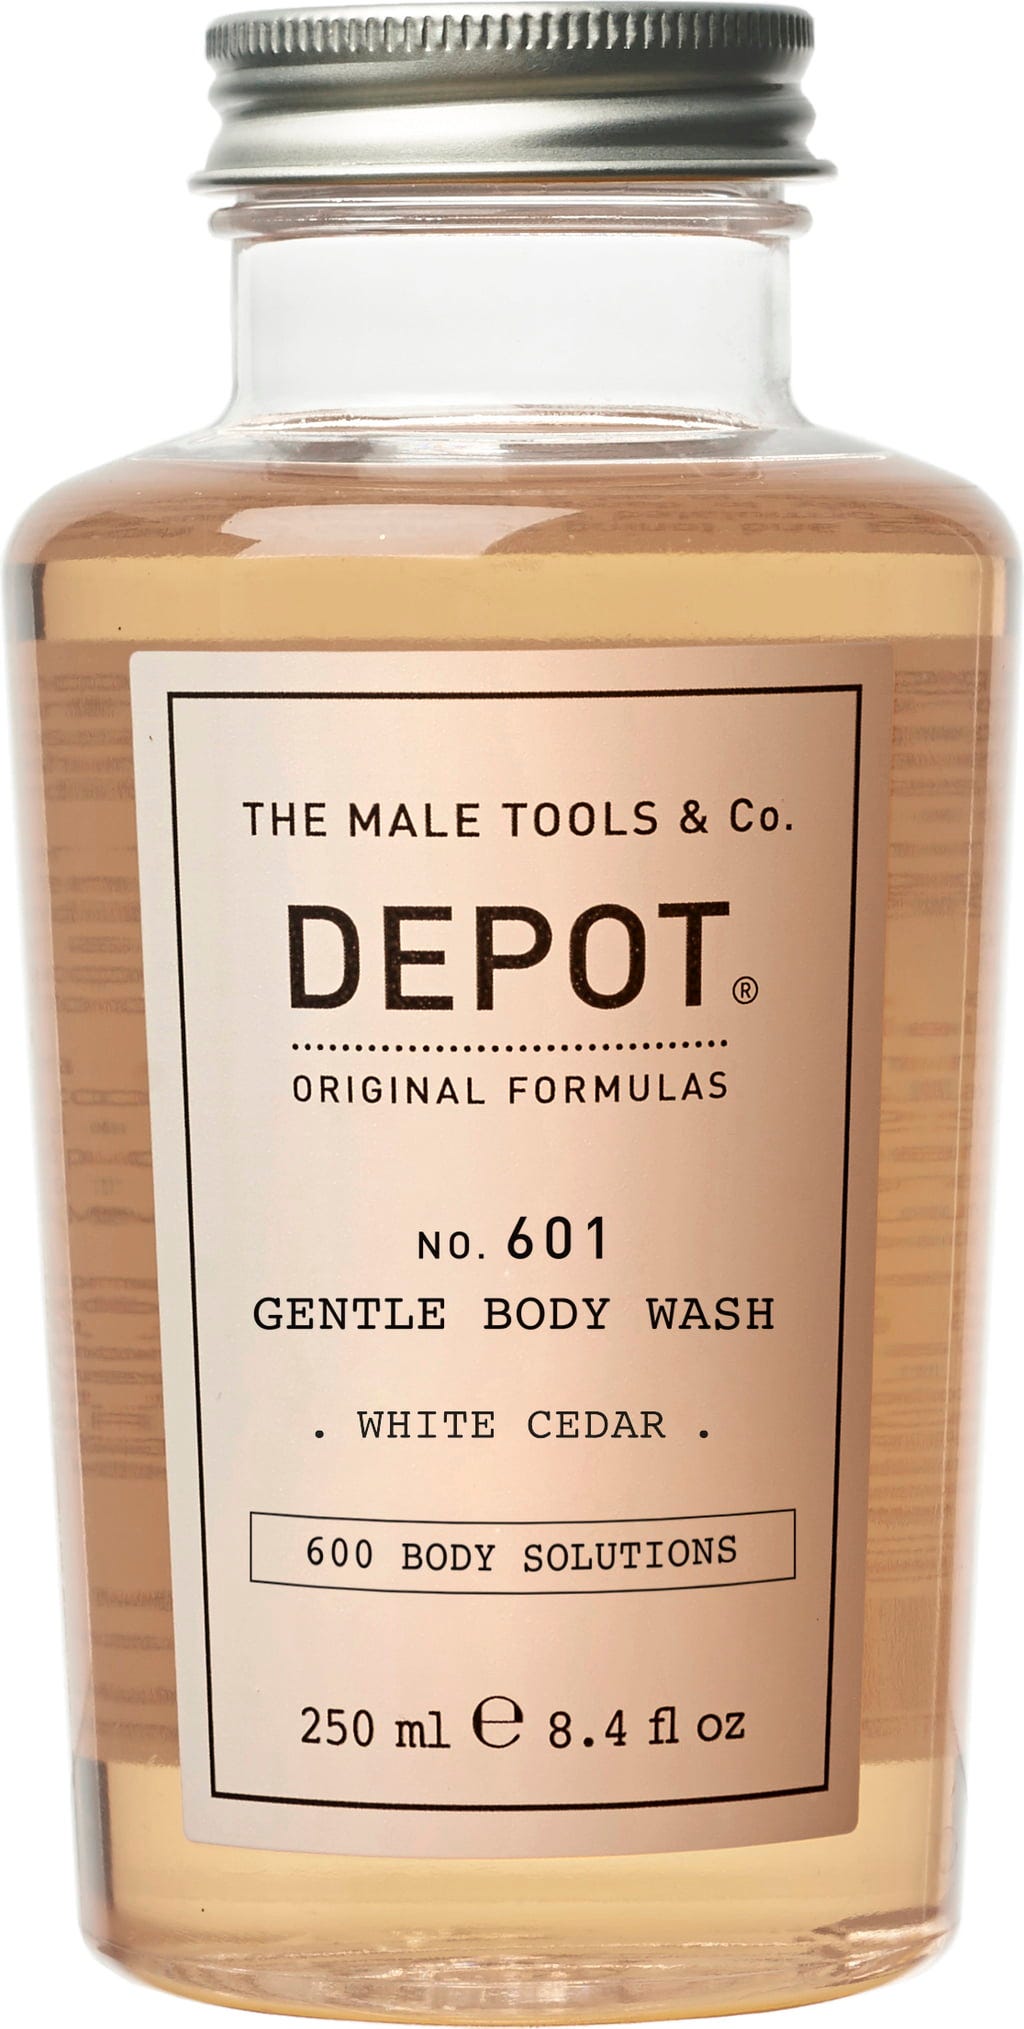 THE MALE TOOLS & Co.
DEPOT®
ORIGINAL FORMULAS
NO. 601
GENTLE BODY WASH
. WHITE CEDAR .
600 BODY SOLUTIONS
250 ml ℮ 8.4 fl oz